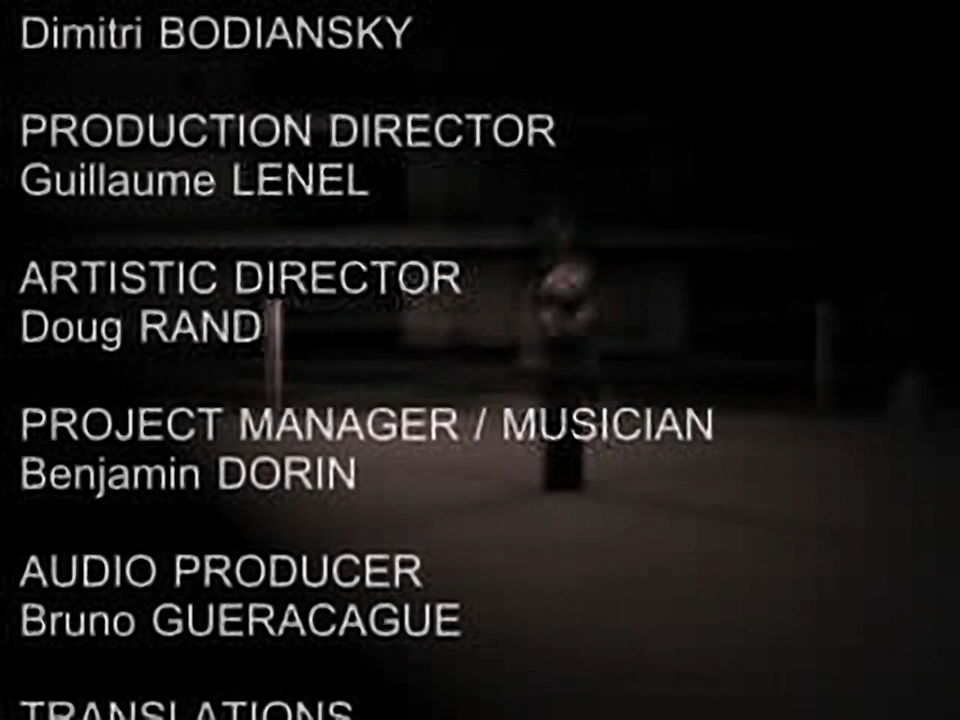 Dimitri BODIANSKY
PRODUCTION DIRECTOR
Guillaume LENEL
ARTISTIC DIRECTOR
Doug RAND
PROJECT MANAGER / MUSICIAN
Benjamin DORIN
AUDIO PRODUCER
Bruno GUERACAGUE
TRANSLATIONS